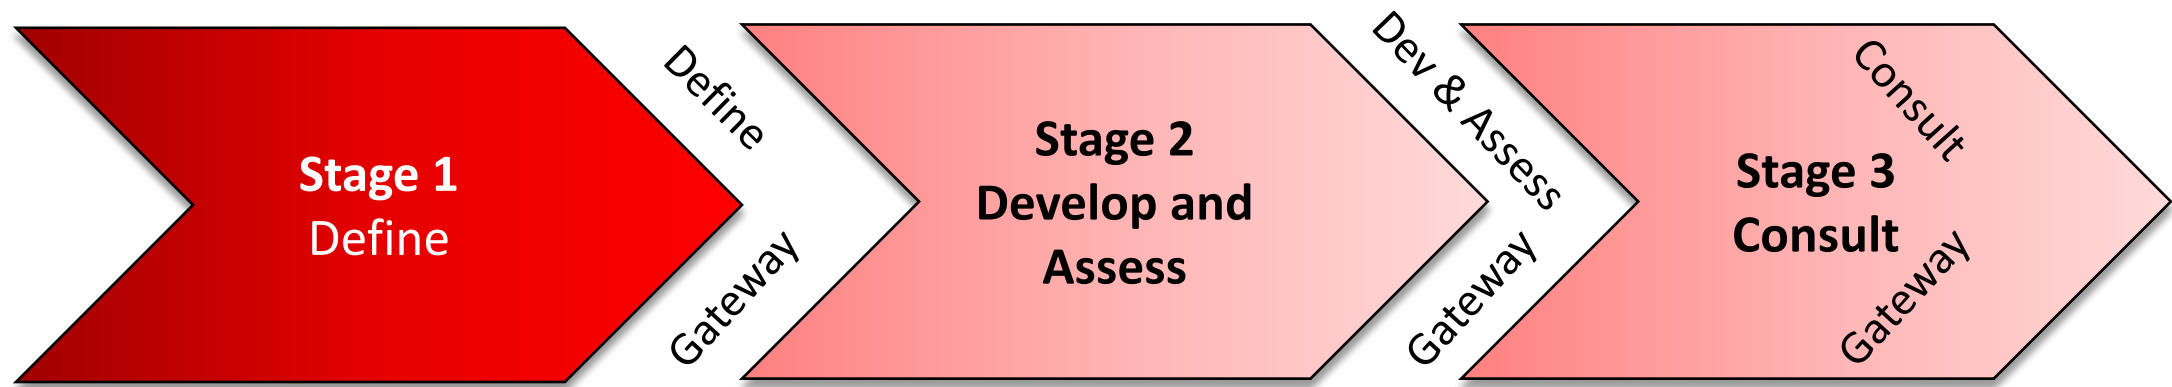 Stage 1
Define
Define
Gateway
Stage 2
Develop and
Assess
Dev & Assess
Gateway
Stage 3
Consult
Consult
Gateway